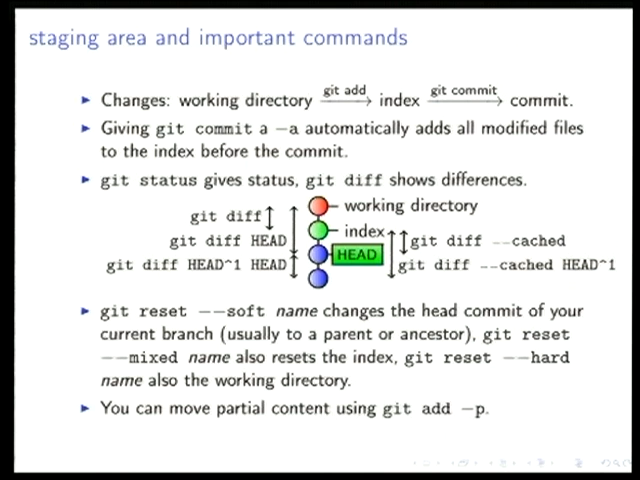 staging area and important commands
▸ Changes: working directory git add⟶ index git commit⟶ commit.
▸ Giving git commit a −a automatically adds all modified files
to the index before the commit.
▸ git status gives status, git diff shows differences.
working directory
git diff
index
git diff HEAD
git diff --cached
HEAD
git diff HEAD^1 HEAD
git diff --cached HEAD^1
▸ git reset --soft name changes the head commit of your
current branch (usually to a parent or ancestor), git reset
--mixed name also resets the index, git reset --hard
name also the working directory.
▸ You can move partial content using git add −p.